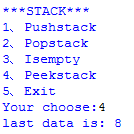 ***STACK***
1、Pushstack
2、Popstack
3、Isempty
4、Peekstack
5、Exit
Your choose:4
last data is: 8